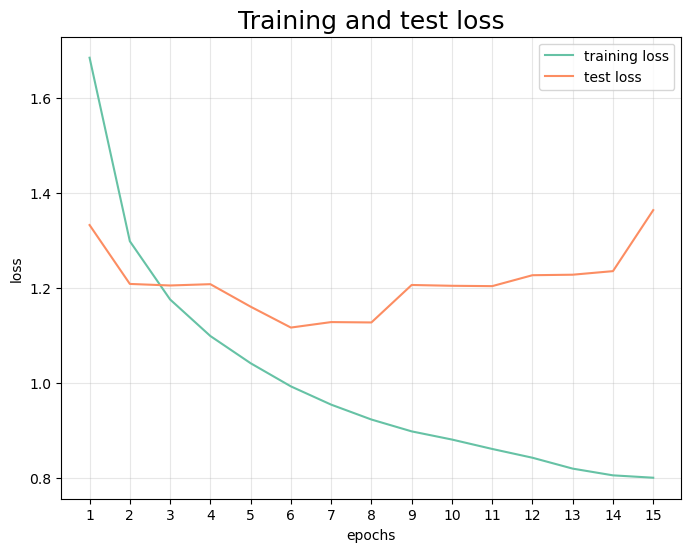 Training and test loss
training loss
test loss
1.6
1.4
1.2
1.0
0.8
loss
1 2 3 4 5 6 7 8 9 10 11 12 13 14 15
epochs